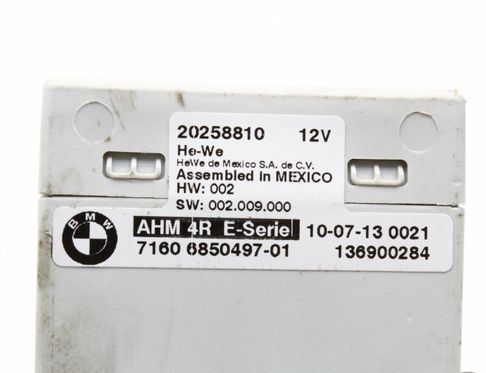 20258810 12V
He-We
HeWe de Mexico S.A. de C.V.
Assembled in MEXICO
HW: 002
SW: 002.009.000
BMW
AHM 4R E-Serie 10-07-13 0021
7160 6850497-01 136900284